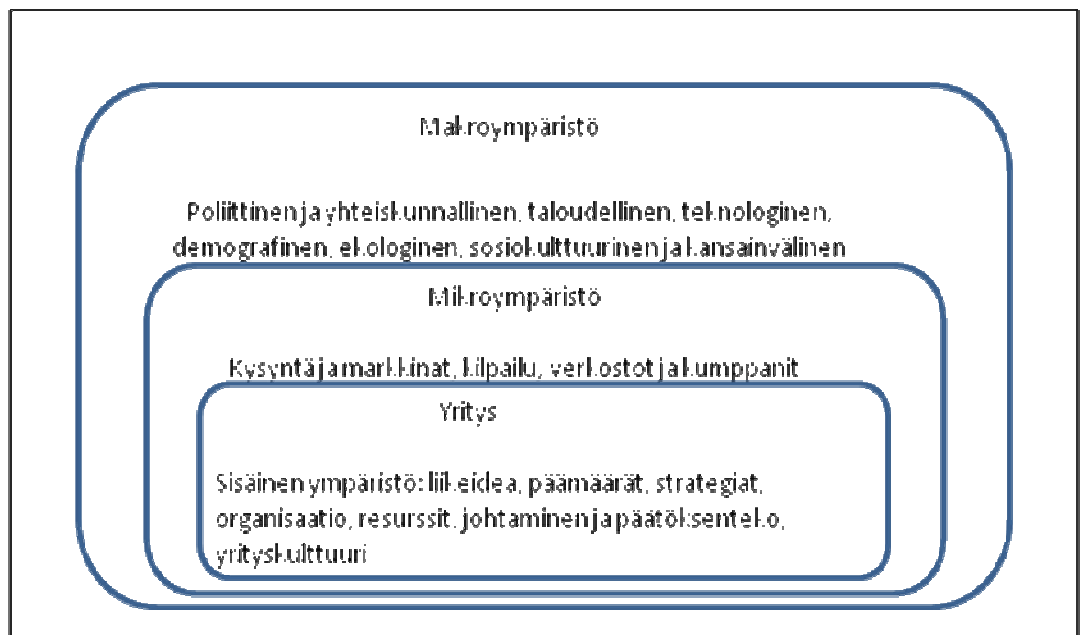 Makroympäristö
Poliittinen ja yhteiskunnallinen, taloudellinen, teknologinen,
demografinen, ekologinen, sosiokulttuurinen ja kansainvälinen
Mikroympäristö
Kysyntä ja markkinat, kilpailu, verkostot ja kumppanit
Yritys
Sisäinen ympäristö: liikeidea, päämäärät, strategiat,
organisaatio, resurssit, johtaminen ja päätöksenteko,
yrityskulttuuri